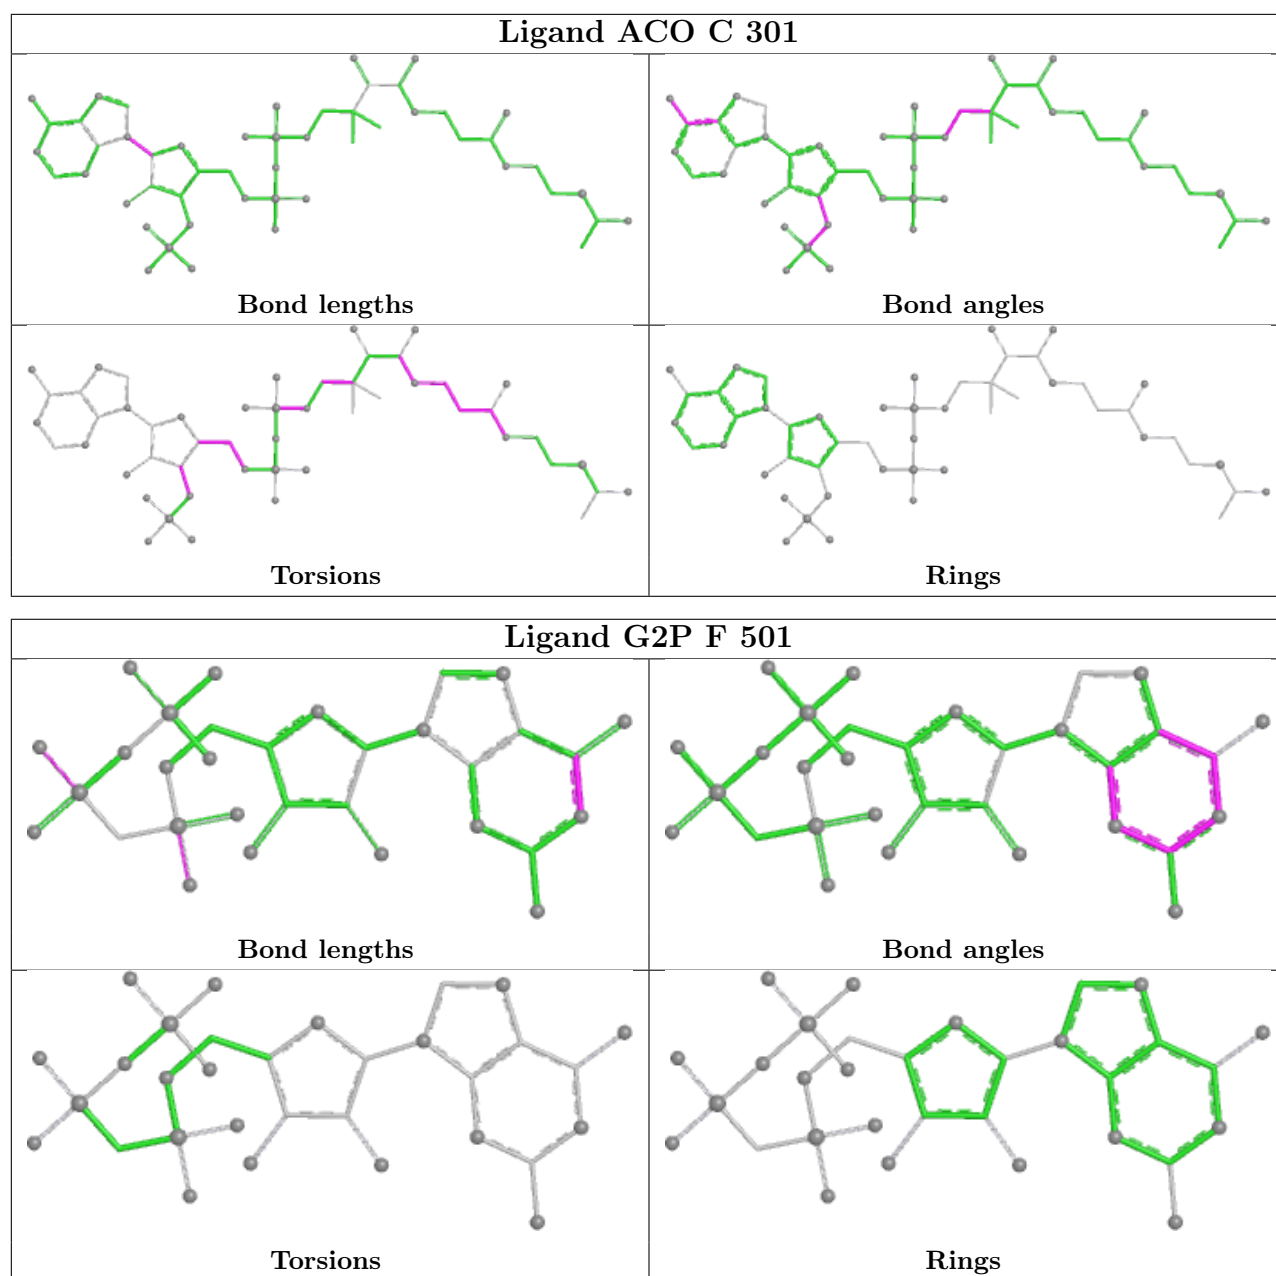 Ligand ACO C 301
Bond lengths
Bond angles
Torsions
Rings
Ligand G2P F 501
Bond lengths
Bond angles
Torsions
Rings